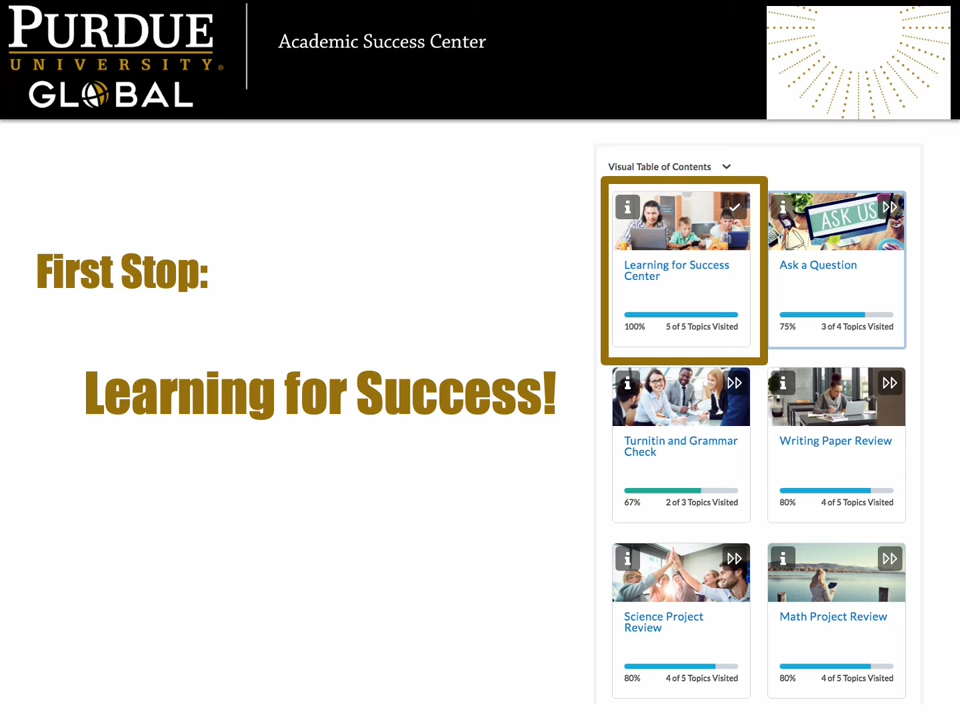 PURDUE
UNIVERSITY®
GLOBAL
Academic Success Center
First Stop:
Learning for Success!
Visual Table of Contents
Learning for Success
Center
100% 5 of 5 Topics Visited
ASK US
Ask a Question
75% 3 of 4 Topics Visited
Turnitin and Grammar
Check
67% 2 of 3 Topics Visited
Writing Paper Review
80% 4 of 5 Topics Visited
Science Project
Review
80% 4 of 5 Topics Visited
Math Project Review
80% 4 of 5 Topics Visited